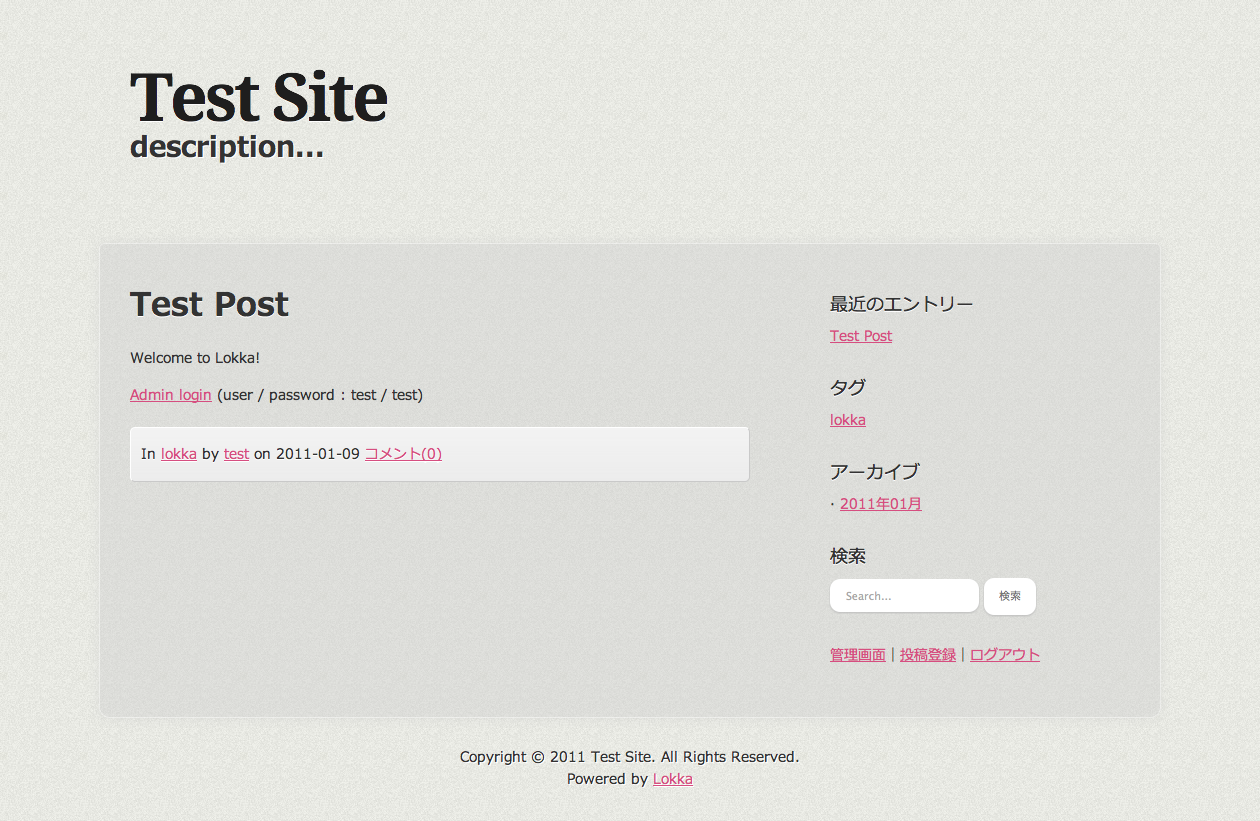 Test Site
description...
Test Post
Welcome to Lokka!
Admin login (user / password : test / test)
In lokka by test on 2011-01-09 コメント(0)
最近のエントリー
Test Post
タグ
lokka
アーカイブ
· 2011年01月
検索
Search... 検索
管理画面 | 投稿登録 | ログアウト
Copyright © 2011 Test Site. All Rights Reserved.
Powered by Lokka